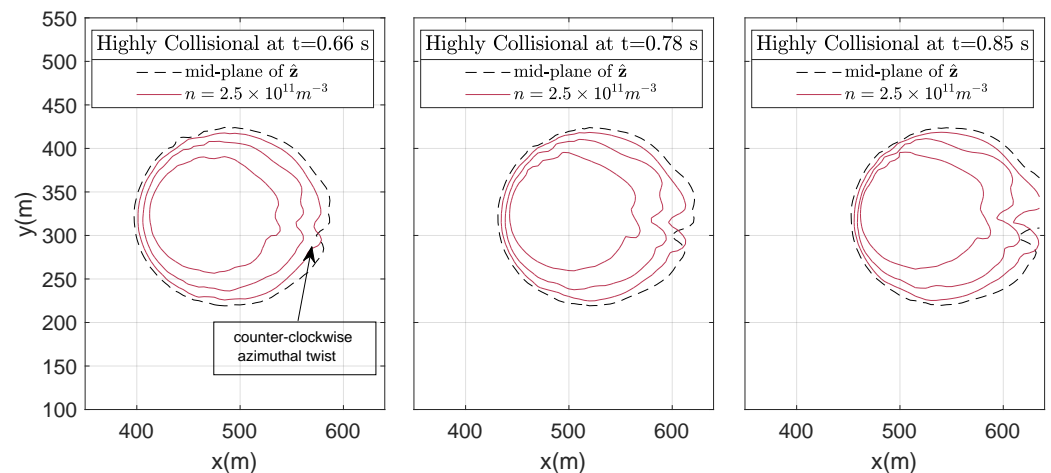 Highly Collisional at t=0.66 s
mid-plane of ẑ
n = 2.5 × 10¹¹m⁻³
counter-clockwise
azimuthal twist
550
500
450
400
350
300
250
200
150
100
y(m)
400 500 600
x(m)
Highly Collisional at t=0.78 s
mid-plane of ẑ
n = 2.5 × 10¹¹m⁻³
400 500 600
x(m)
Highly Collisional at t=0.85 s
mid-plane of ẑ
n = 2.5 × 10¹¹m⁻³
400 500 600
x(m)